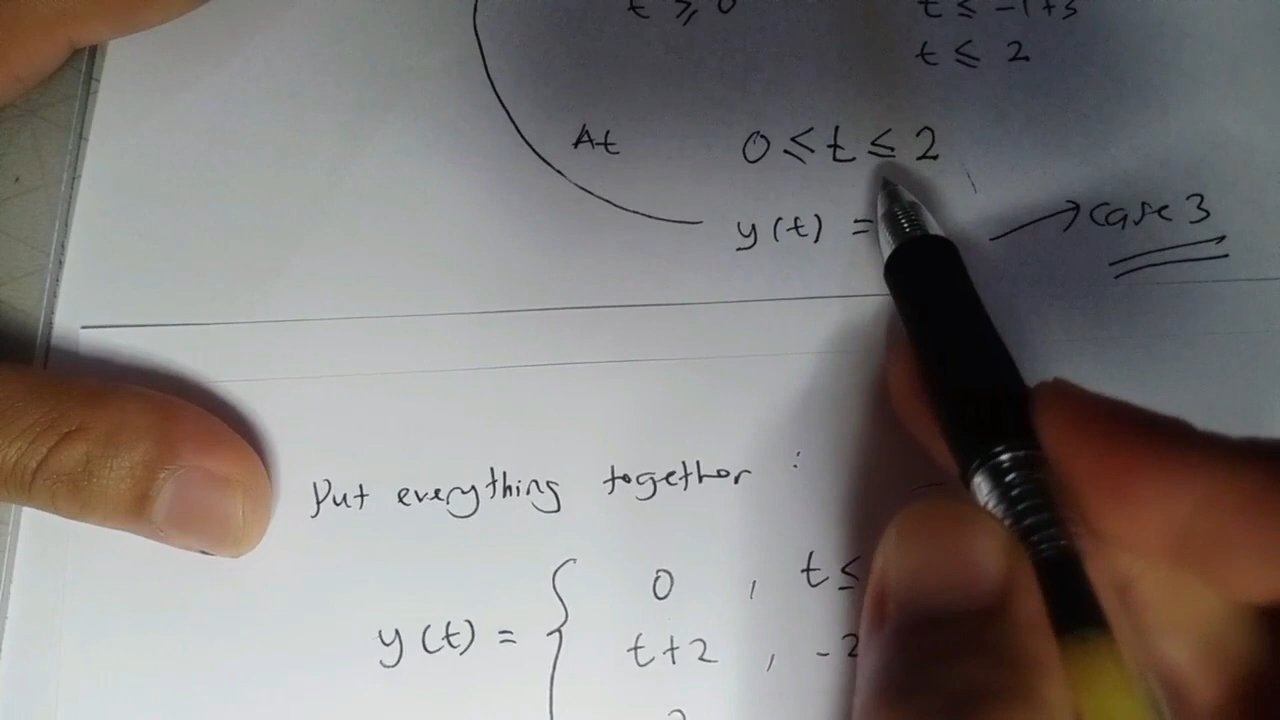 t ⩾ 0
t ≤ -1+3
t ≤ 2
At 0 ≤ t ≤ 2
y(t) = → case 3
Put everything together :
y(t) = { 0 , t ≤
t+2 , -2